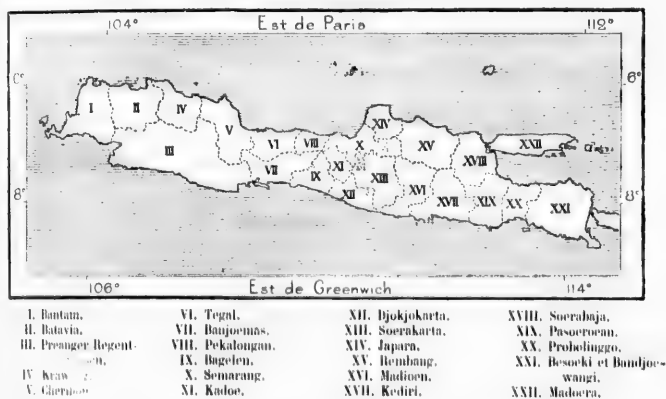 Est de Paris
104° 112°
6°
I II IV V VI VIII X XIV XV XVIII XXII
III VII IX XI XII XIII XVI XVII XIX XX XXI
8° 8°
106° 114°
Est de Greenwich
I. Bantam,
II. Batavia,
III. Preanger Regent-
V. Cheribon
VI. Tegal,
VII. Banjoemas,
VIII. Pekalongan,
IX. Bagelen,
X. Semarang,
XI. Kadoe,
XII. Djokjokarta,
XIII. Soerakarta,
XIV. Japara,
XV. Rembang,
XVI. Madioen,
XVII. Kediri,
XVIII. Soerabaja,
XIX. Pasoeroean,
XX. Probolinggo,
XXI. Besoeki et Bandjoe-
wangi,
XXII. Madoera,